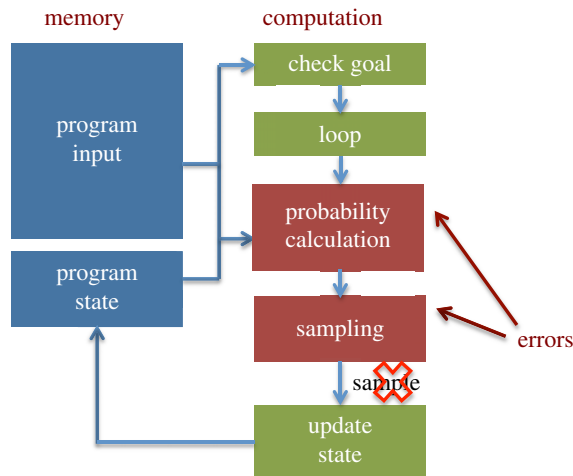 memory
computation
program
input
program
state
check goal
loop
probability
calculation
sampling
errors
sample
update
state